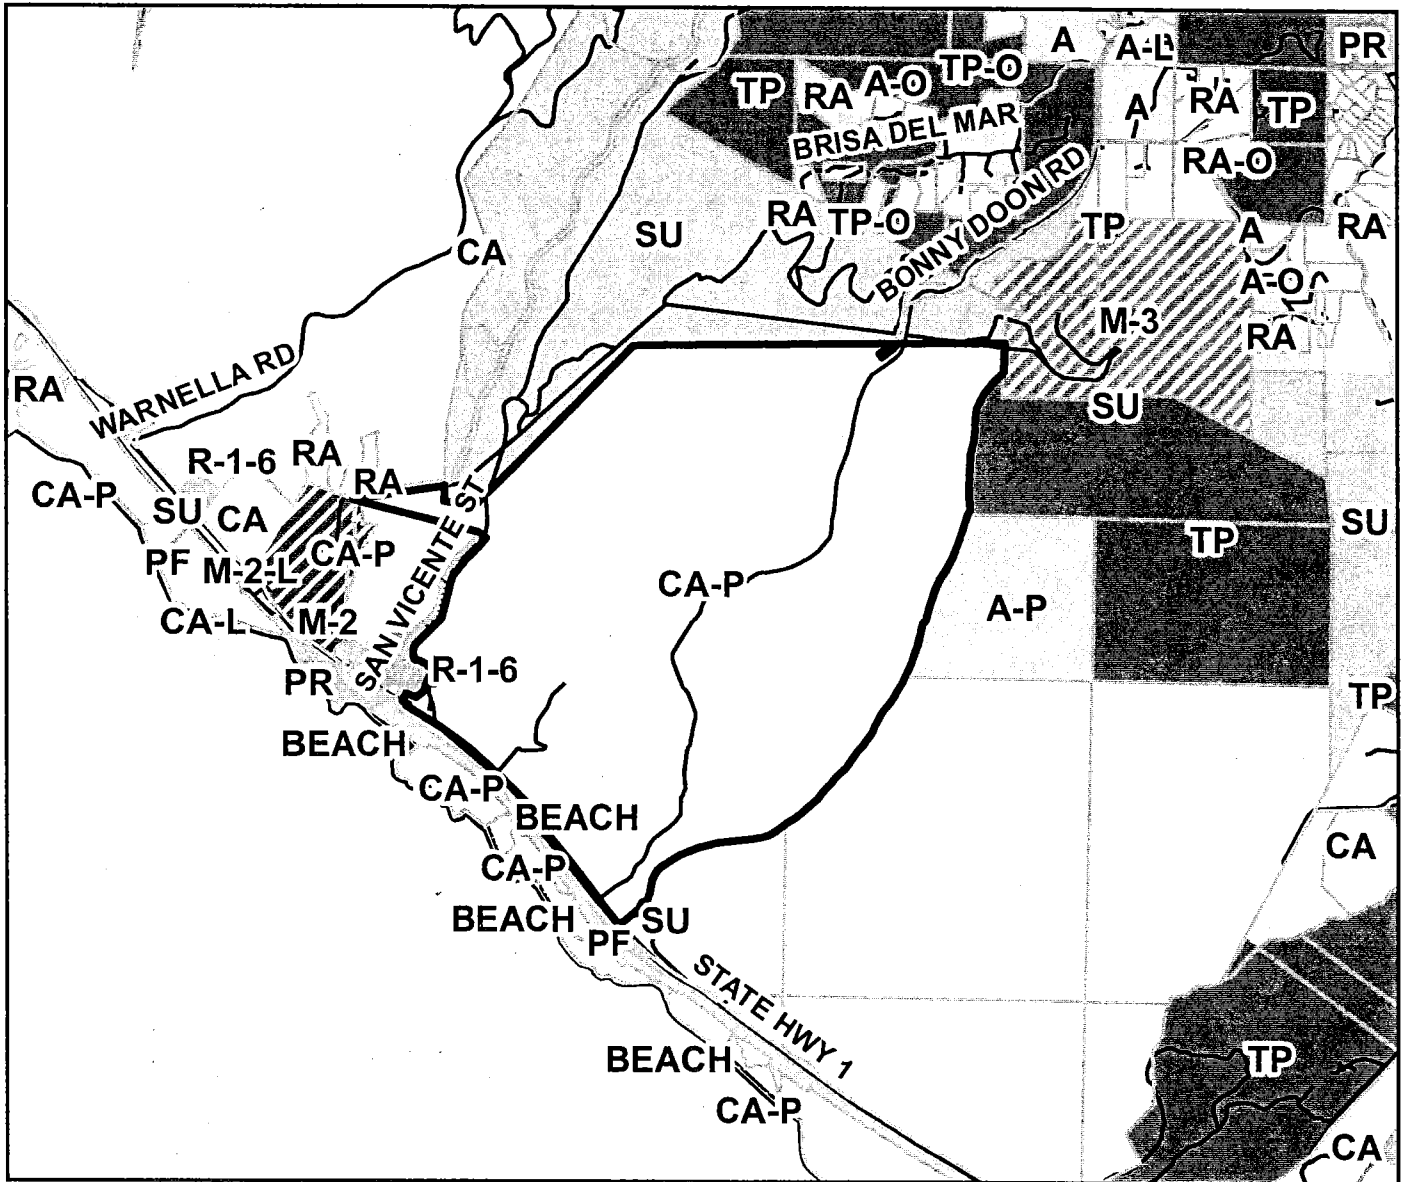 A
A-L
PR
TP
RA
A-O
TP-O
A
RA
TP
BRISA DEL MAR
RA-O
RA
TP-O
BONNY DOON RD
TP
A
RA
SU
CA
A-O
M-3
RA
WARNELLA RD
RA
SU
R-1-6
RA
RA
CA-P
SU
CA
SAN VICENTE ST
SU
TP
PF
M-2-L
CA-P
CA-P
A-P
CA-L
M-2
PR
R-1-6
TP
BEACH
CA-P
BEACH
CA
CA-P
BEACH
SU
PF
STATE HWY 1
BEACH
TP
CA-P
CA